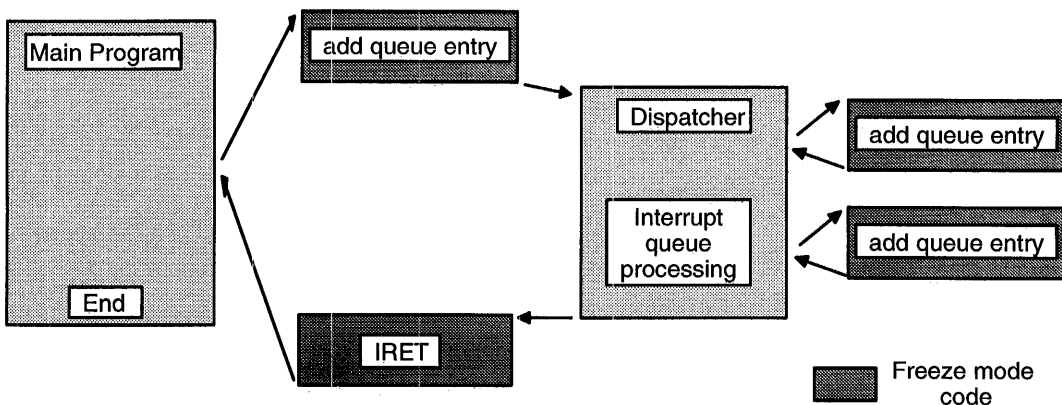 Main Program
End
add queue entry
Dispatcher
Interrupt
queue
processing
add queue entry
add queue entry
IRET
Freeze mode
code